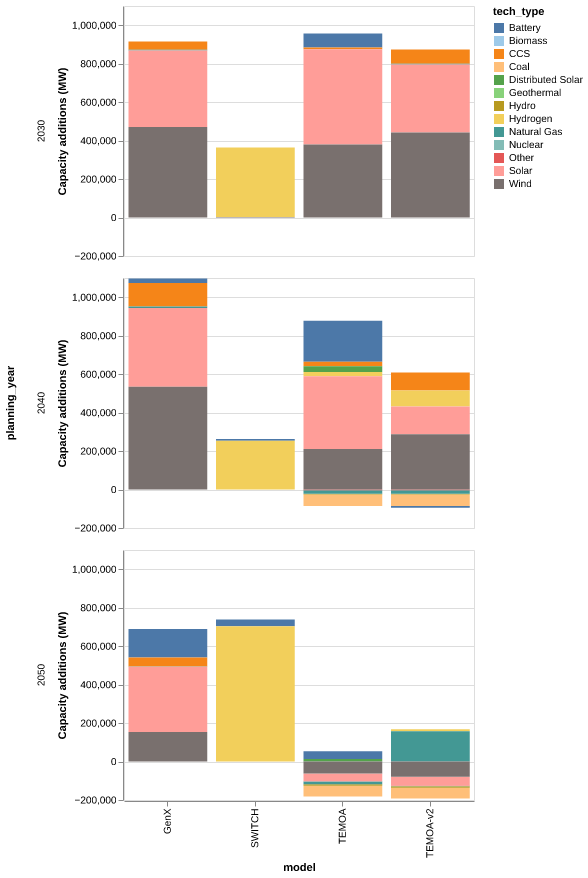 tech_type
Battery
Biomass
CCS
Coal
Distributed Solar
Geothermal
Hydro
Hydrogen
Natural Gas
Nuclear
Other
Solar
Wind
planning_year
2030
Capacity additions (MW)
1,000,000
800,000
600,000
400,000
200,000
0
−200,000
2040
Capacity additions (MW)
1,000,000
800,000
600,000
400,000
200,000
0
−200,000
2050
Capacity additions (MW)
1,000,000
800,000
600,000
400,000
200,000
0
−200,000
GenX
SWITCH
TEMOA
TEMOA-v2
model